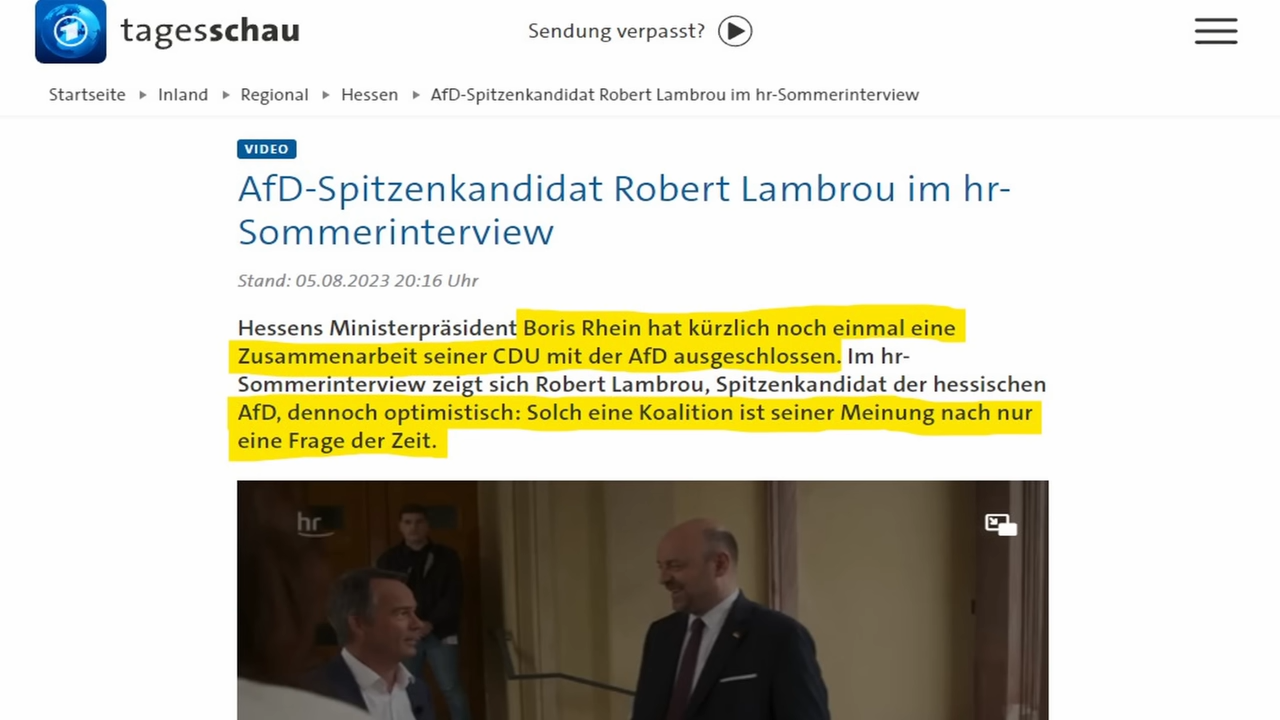 tagesschau
Sendung verpasst?
Startseite Inland Regional Hessen AfD-Spitzenkandidat Robert Lambrou im hr-Sommerinterview
VIDEO
AfD-Spitzenkandidat Robert Lambrou im hr-
Sommerinterview
Stand: 05.08.2023 20:16 Uhr
Hessens Ministerpräsident Boris Rhein hat kürzlich noch einmal eine
Zusammenarbeit seiner CDU mit der AfD ausgeschlossen. Im hr-
Sommerinterview zeigt sich Robert Lambrou, Spitzenkandidat der hessischen
AfD, dennoch optimistisch: Solch eine Koalition ist seiner Meinung nach nur
eine Frage der Zeit.
hr